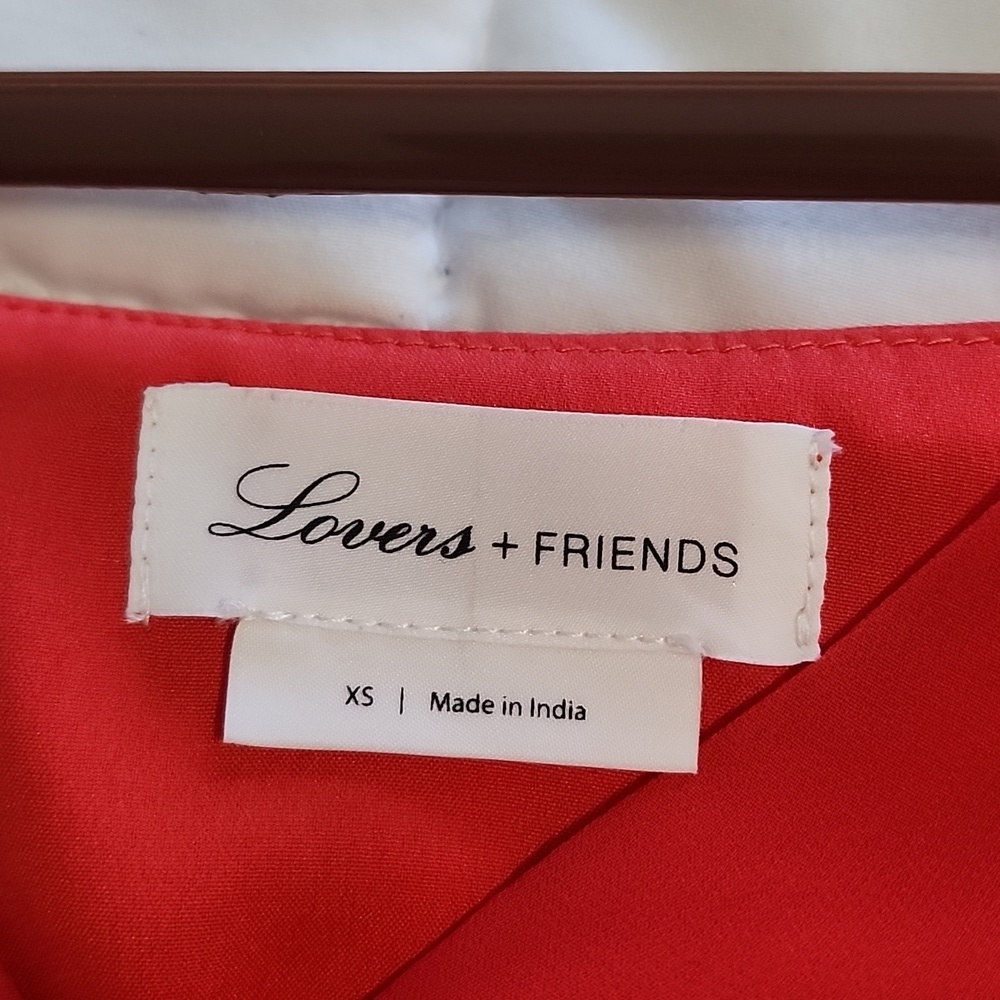 Lovers + FRIENDS
XS | Made in India